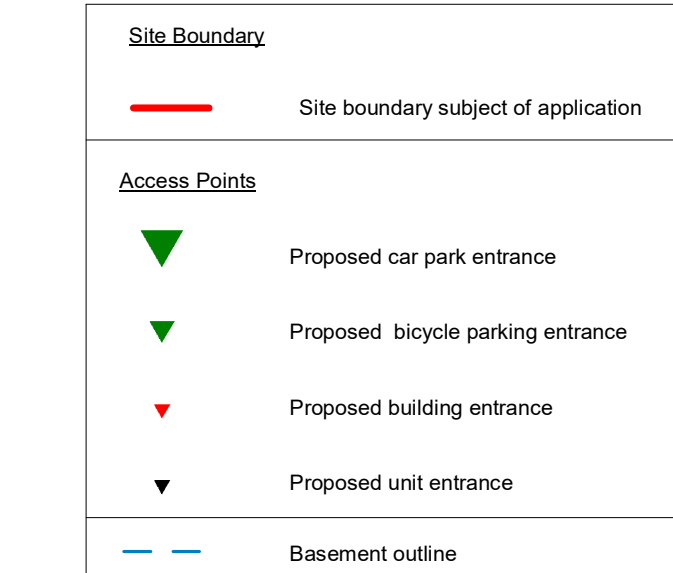 Site Boundary
Site boundary subject of application
Access Points
Proposed car park entrance
Proposed  bicycle parking entrance
Proposed building entrance
Proposed unit entrance
Basement outline